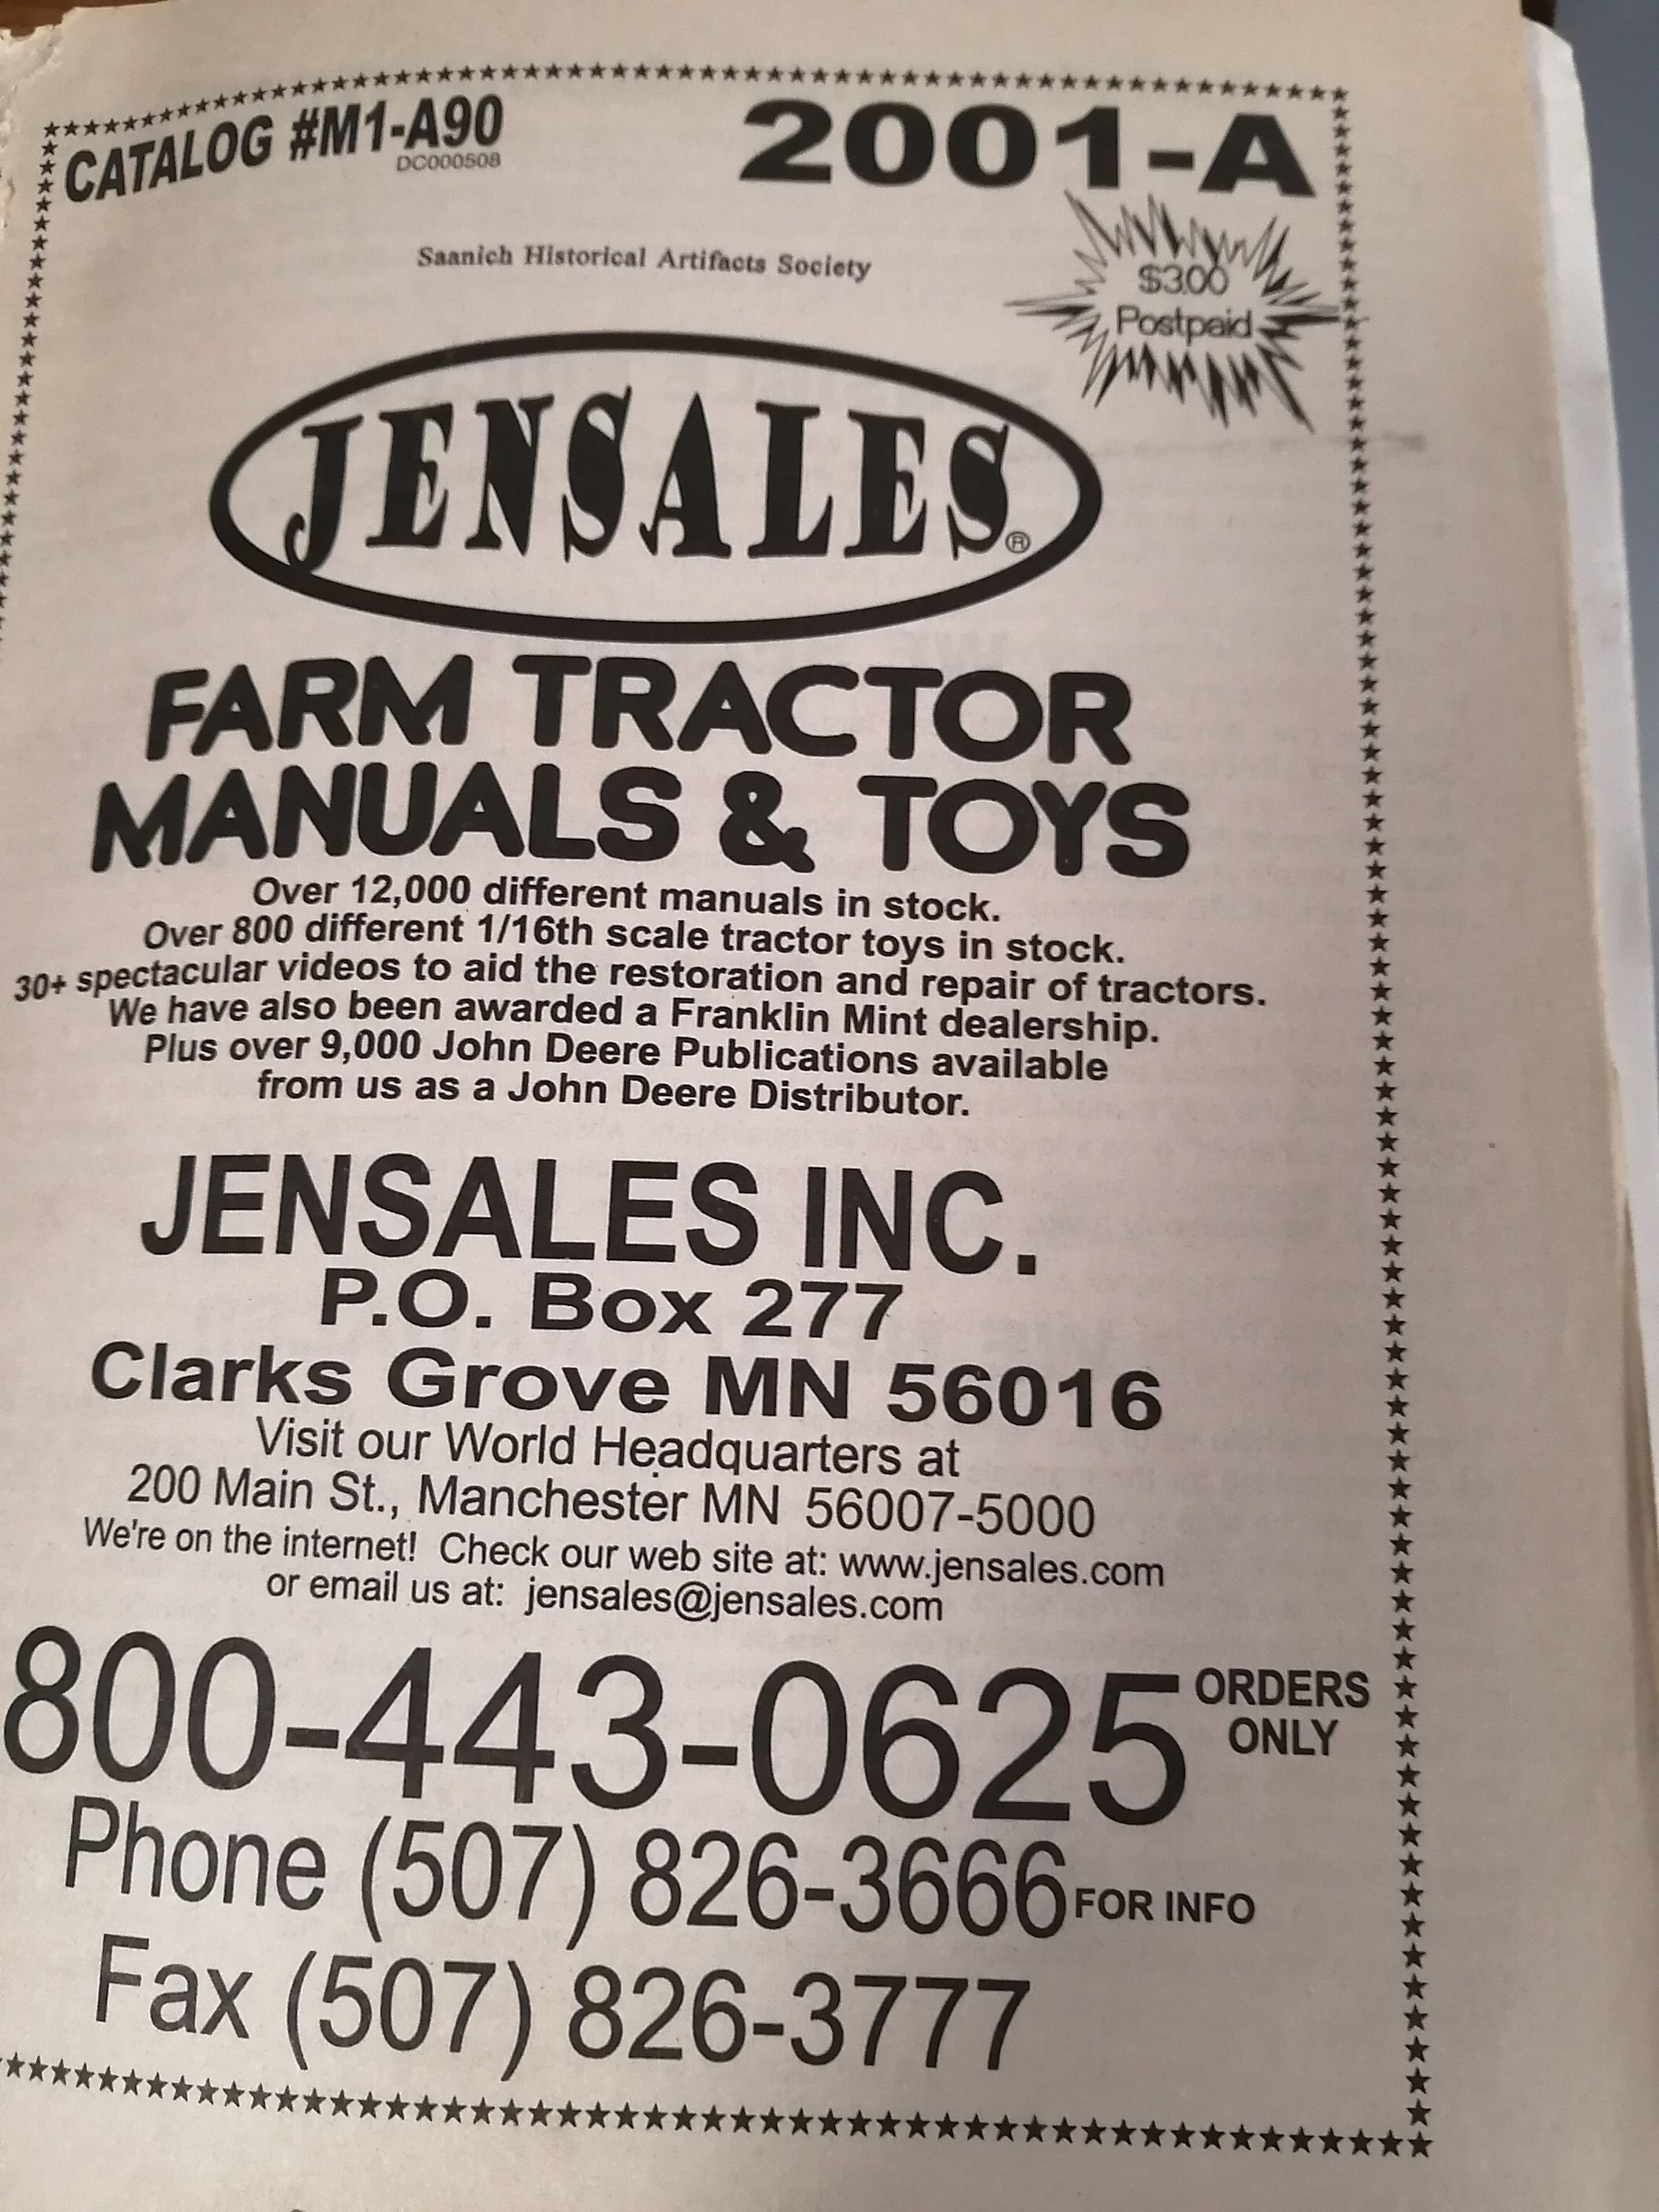 CATALOG #M1-A90
DC000508
2001-A
Saanich Historical Artifacts Society
$3.00
Postpaid
JENSALES®
FARM TRACTOR
MANUALS & TOYS
Over 12,000 different manuals in stock.
Over 800 different 1/16th scale tractor toys in stock.
30+ spectacular videos to aid the restoration and repair of tractors.
We have also been awarded a Franklin Mint dealership.
Plus over 9,000 John Deere Publications available
from us as a John Deere Distributor.
JENSALES INC.
P.O. Box 277
Clarks Grove MN 56016
Visit our World Headquarters at
200 Main St., Manchester MN 56007-5000
We're on the internet! Check our web site at: www.jensales.com
or email us at: jensales@jensales.com
800-443-0625 ORDERS
ONLY
Phone (507) 826-3666 FOR INFO
Fax (507) 826-3777